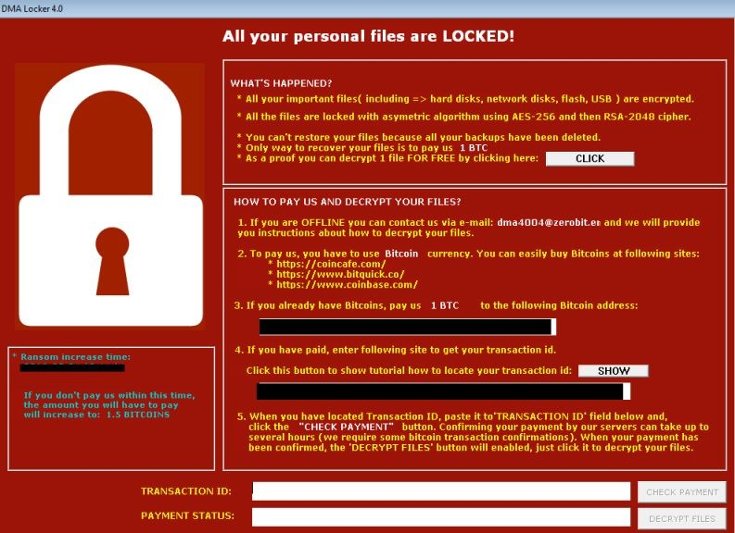 DMA Locker 4.0
All your personal files are LOCKED!
WHAT'S HAPPENED?
* All your important files( including => hard disks, network disks, flash, USB ) are encrypted.
* All the files are locked with asymetric algorithm using AES-256 and then RSA-2048 cipher.
* You can't restore your files because all your backups have been deleted.
* Only way to recover your files is to pay us 1 BTC
* As a proof you can decrypt 1 file FOR FREE by clicking here: CLICK
HOW TO PAY US AND DECRYPT YOUR FILES?
1. If you are OFFLINE you can contact us via e-mail: dma4004@zerobit.em and we will provide
you instructions about how to decrypt your files.
2. To pay us, you have to use Bitcoin currency. You can easily buy Bitcoins at following sites:
* https://coincafe.com/
* https://www.bitquick.co/
* https://www.coinbase.com/
3. If you already have Bitcoins, pay us 1 BTC to the following Bitcoin address:
4. If you have paid, enter following site to get your transaction id.
Click this button to show tutorial how to locate your transaction id: SHOW
5. When you have located Transaction ID, paste it to'TRANSACTION ID' field below and,
click the "CHECK PAYMENT" button. Confirming your payment by our servers can take up to
several hours (we require some bitcoin transaction confirmations). When your payment has
been confirmed, the 'DECRYPT FILES' button will enabled, just click it to decrypt your files.
* Ransom increase time:
If you don't pay us within this time,
the amount you will have to pay
will increase to: 1.5 BITCOINS
TRANSACTION ID:
CHECK PAYMENT
PAYMENT STATUS:
DECRYPT FILES